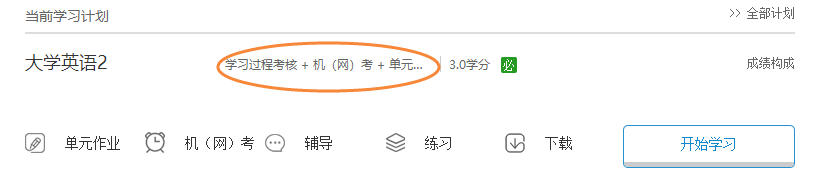 当前学习计划 >> 全部计划
大学英语2 学习过程考核 + 机（网）考 + 单元... 3.0学分 必 成绩构成
单元作业 机（网）考 辅导 练习 下载 开始学习